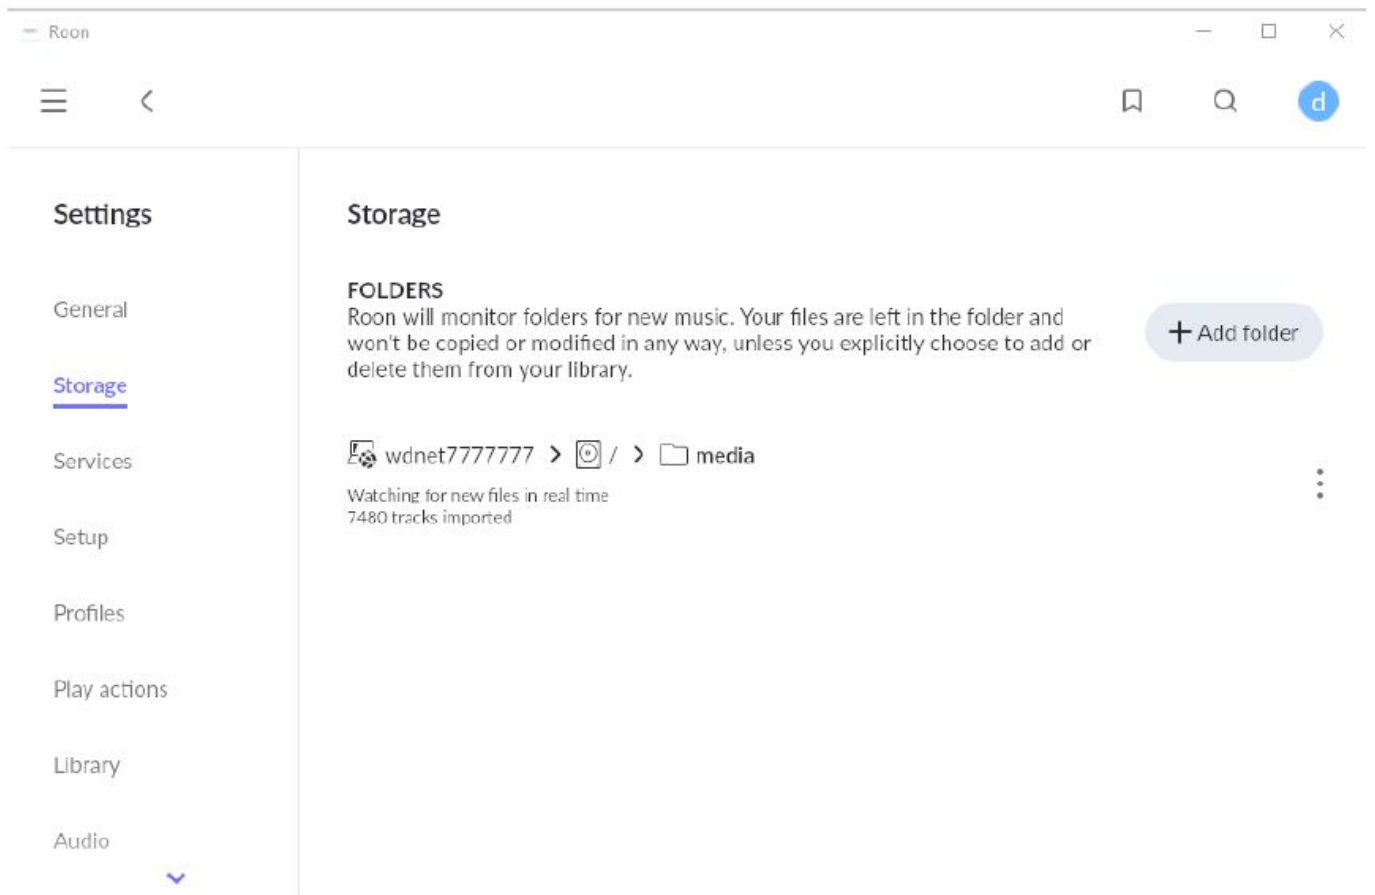 Roon
d
Settings
General
Storage
Services
Setup
Profiles
Play actions
Library
Audio
Storage
FOLDERS
Roon will monitor folders for new music. Your files are left in the folder and
won't be copied or modified in any way, unless you explicitly choose to add or
delete them from your library.
+ Add folder
wdnet7777777 > / > media
Watching for new files in real time
7480 tracks imported